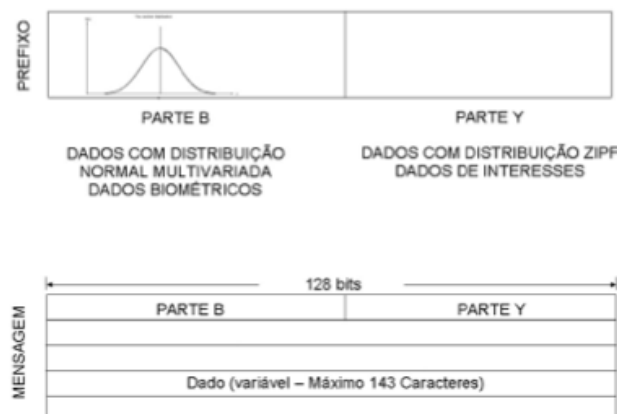 PREFIXO
PARTE B
PARTE Y
DADOS COM DISTRIBUIÇÃO
NORMAL MULTIVARIADA
DADOS BIOMÉTRICOS
DADOS COM DISTRIBUIÇÃO ZIPF
DADOS DE INTERESSES
128 bits
MENSAGEM
PARTE B
PARTE Y
Dado (variável – Máximo 143 Caracteres)